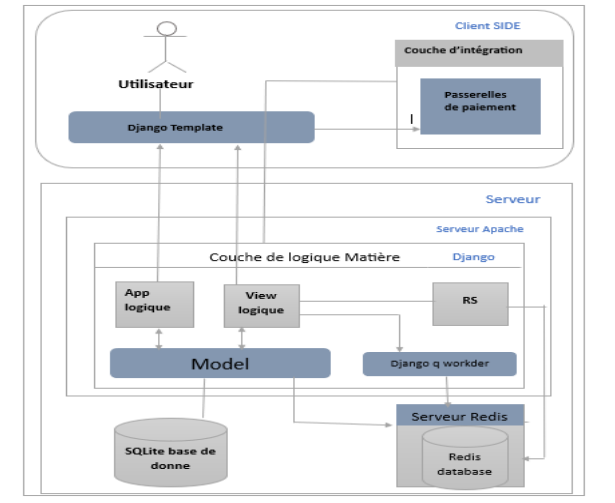 Client SIDE
Couche d'intégration
Utilisateur
Passerelles
de paiement
Django Template
Serveur
Serveur Apache
Couche de logique Matière
Django
App
logique
View
logique
RS
Model
Django q workder
Serveur Redis
SQLite base de
donne
Redis
database